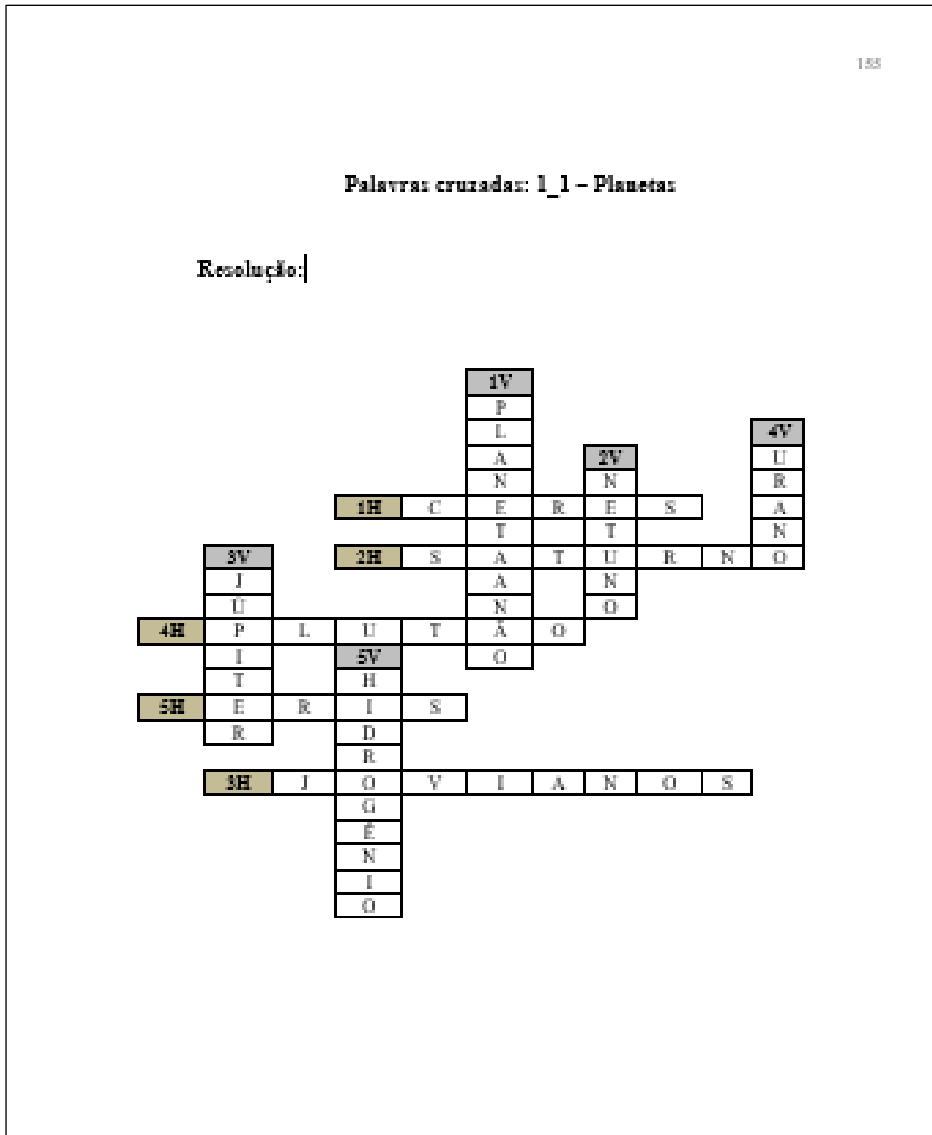 155
Palavras cruzadas: 1_1 – Planetas
Resolução:
1V
P
L 4V
A 2V U
N N R
1H C E R E S A
T T N
3V 2H S A T U R N O
J A N
Ú N O
4H P L U T Ã O
I 5V O
T H
5H E R I S
R D
R
3H J O V I A N O S
G
Ê
N
I
O